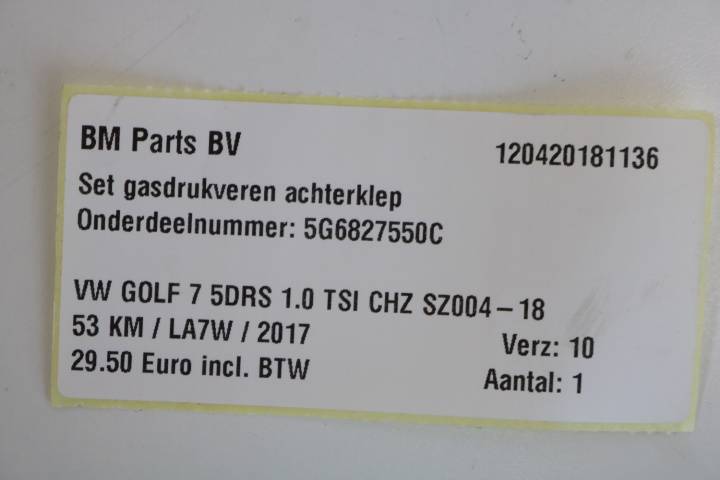 BM Parts BV
120420181136
Set gasdrukveren achterklep
Onderdeelnummer: 5G6827550C
VW GOLF 7 5DRS 1.0 TSI CHZ SZ004-18
53 KM / LA7W / 2017
Verz: 10
29.50 Euro incl. BTW
Aantal: 1